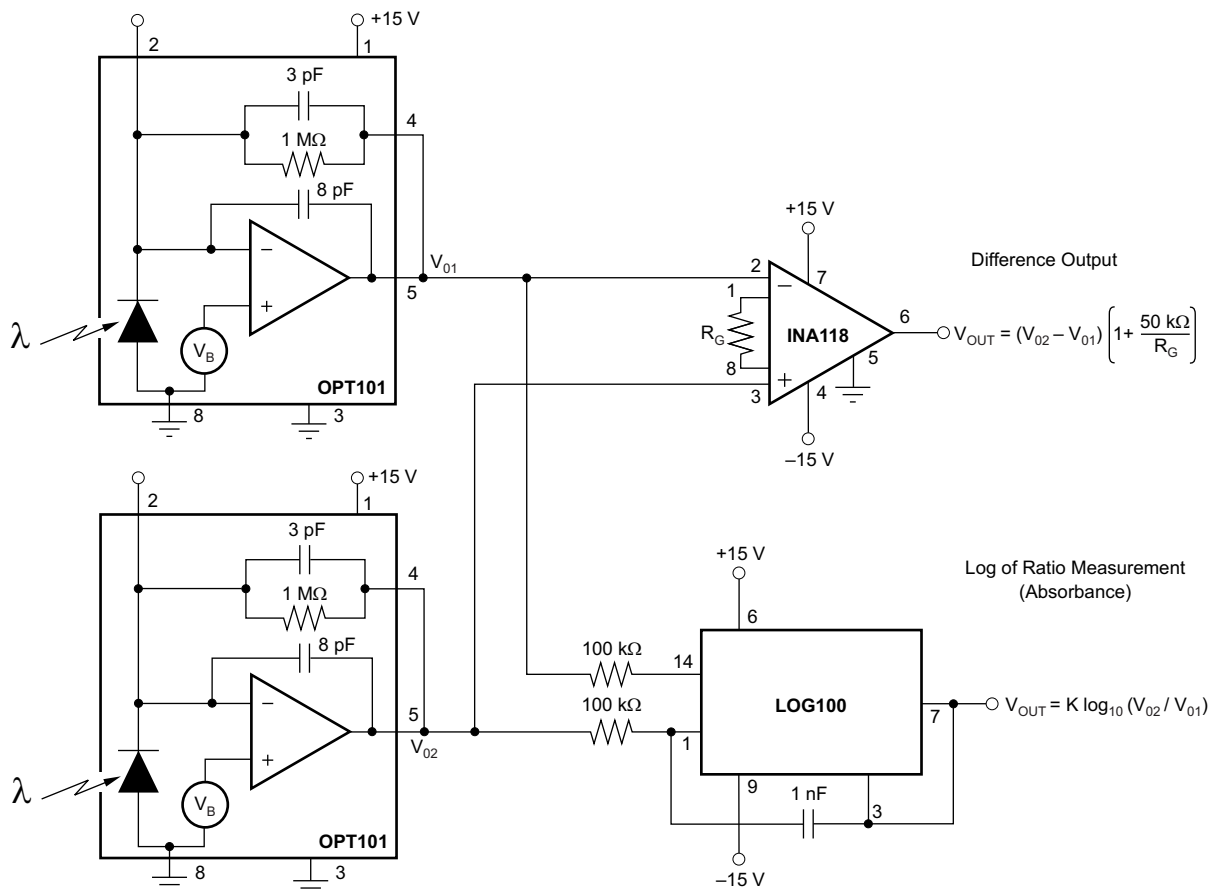 +15 V
2
1
3 pF
4
1 MΩ
8 pF
V01
5
−
+
λ
VB
OPT101
8
3
+15 V
7
2
−
1
RG
INA118
8
+
3
6
5
4
–15 V
Difference Output
VOUT = (V02 – V01) [1+ 50 kΩ / RG]
+15 V
2
1
3 pF
4
1 MΩ
8 pF
5
V02
−
+
λ
VB
OPT101
8
3
+15 V
6
Log of Ratio Measurement
(Absorbance)
100 kΩ
14
100 kΩ
1
LOG100
7
VOUT = K log10 (V02 / V01)
9
1 nF
3
–15 V